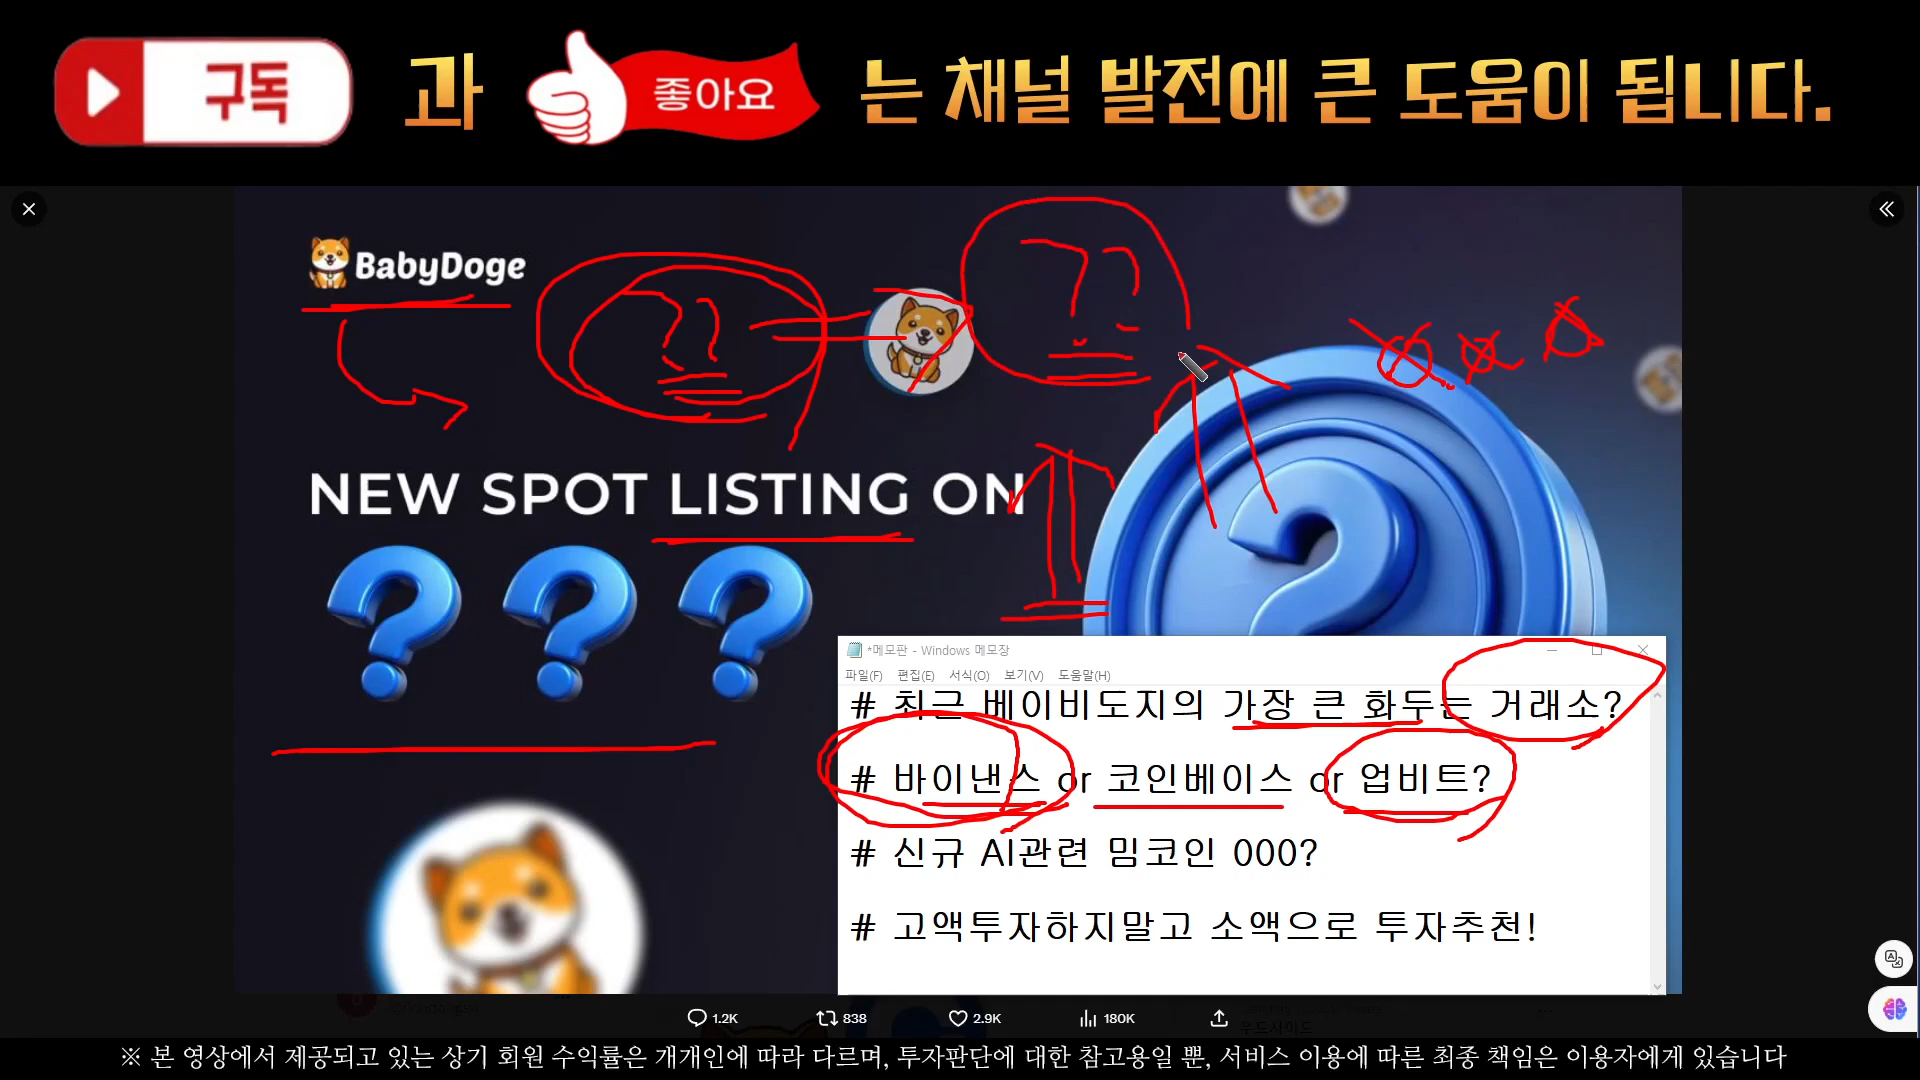 구독 과 좋아요 는 채널 발전에 큰 도움이 됩니다.
BabyDoge
??
??
NEW SPOT LISTING ON
???
*메모판 - Windows 메모장
파일(F) 편집(E) 서식(O) 보기(V) 도움말(H)
# 최근 베이비도지의 가장 큰 화두는 거래소?
# 바이낸스 or 코인베이스 or 업비트?
# 신규 AI관련 밈코인 000?
# 고액투자하지말고 소액으로 투자추천!
1.2K 838 2.9K 180K
※ 본 영상에서 제공되고 있는 상기 회원 수익률은 개개인에 따라 다르며, 투자판단에 대한 참고용일 뿐, 서비스 이용에 따른 최종 책임은 이용자에게 있습니다